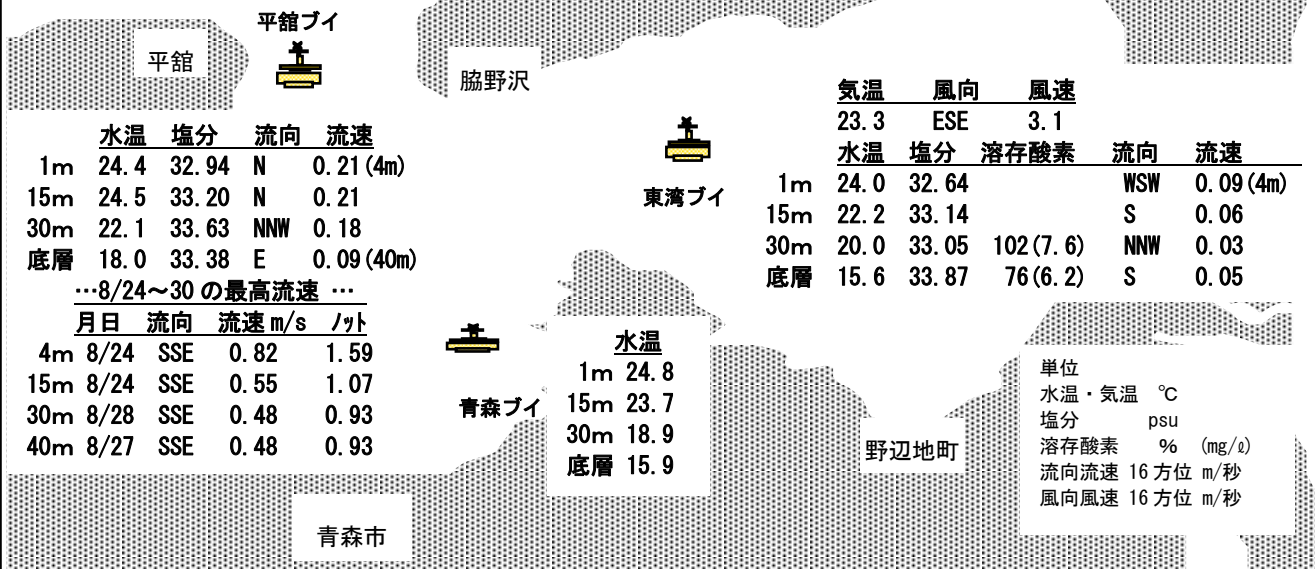 平舘ブイ
平舘
脇野沢
水温 塩分 流向 流速
1m 24.4 32.94 N 0.21(4m)
15m 24.5 33.20 N 0.21
30m 22.1 33.63 NNW 0.18
底層 18.0 33.38 E 0.09(40m)
…8/24～30の最高流速 …
月日 流向 流速m/s ﾉｯﾄ
4m 8/24 SSE 0.82 1.59
15m 8/24 SSE 0.55 1.07
30m 8/28 SSE 0.48 0.93
40m 8/27 SSE 0.48 0.93
東湾ブイ
気温 風向 風速
23.3 ESE 3.1
水温 塩分 溶存酸素 流向 流速
1m 24.0 32.64 WSW 0.09(4m)
15m 22.2 33.14 S 0.06
30m 20.0 33.05 102(7.6) NNW 0.03
底層 15.6 33.87 76(6.2) S 0.05
青森ブイ
水温
1m 24.8
15m 23.7
30m 18.9
底層 15.9
野辺地町
青森市
単位
水温・気温 ℃
塩分 psu
溶存酸素 % (mg/ℓ)
流向流速 16方位 m/秒
風向風速 16方位 m/秒